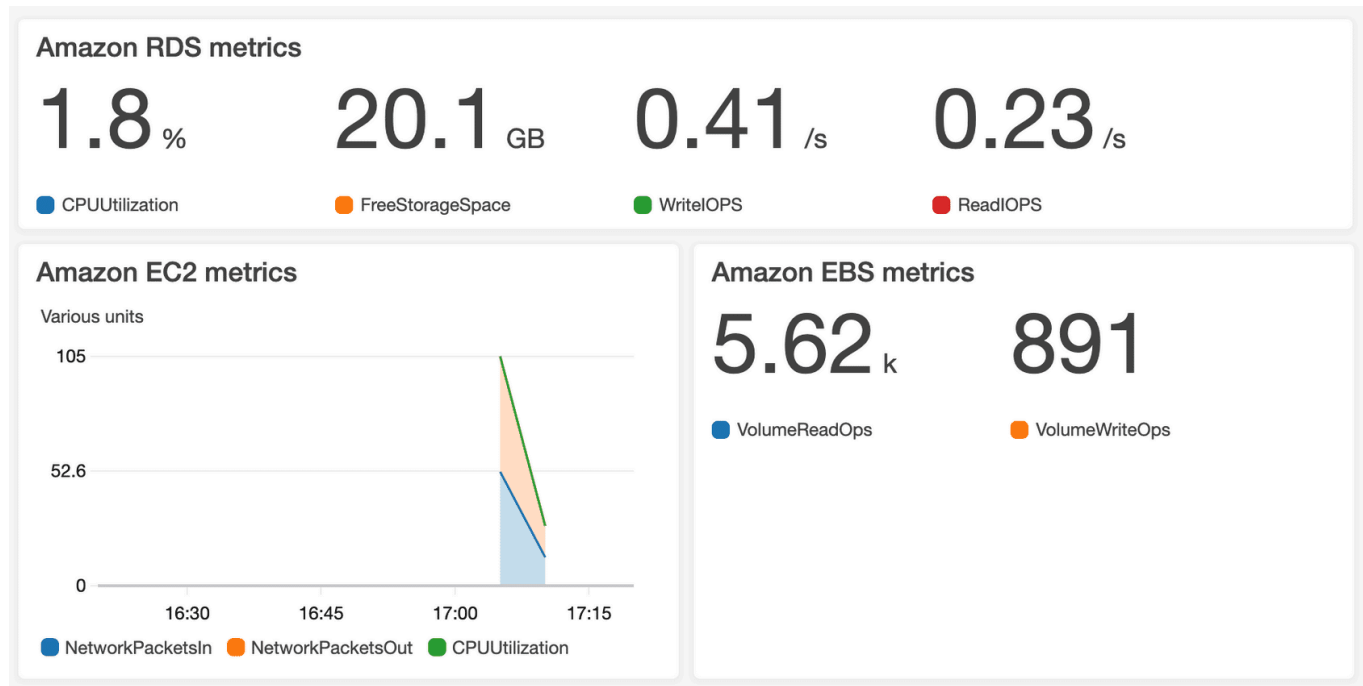 Amazon RDS metrics
1.8 % 20.1 GB 0.41 /s 0.23 /s
CPUUtilization FreeStorageSpace WriteIOPS ReadIOPS
Amazon EC2 metrics
Various units
105
52.6
0
16:30 16:45 17:00 17:15
NetworkPacketsIn NetworkPacketsOut CPUUtilization
Amazon EBS metrics
5.62 k 891
VolumeReadOps VolumeWriteOps